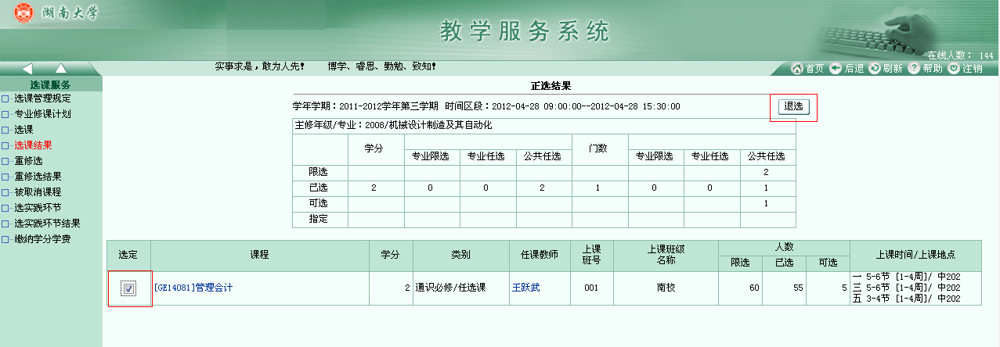 湖南大学
教学服务系统
在线人数： 144
实事求是，敢为人先！ 博学、睿思、勤勉、致知！
首页 后退 刷新 帮助 注销
选课服务
选课管理规定
专业修课计划
选课
选课结果
重修选
重修选结果
被取消课程
选实践环节
选实践环节结果
缴纳学分学费
正选结果
学年学期：2011-2012学年第三学期 时间区段：2012-04-28 09:00:00--2012-04-28 15:30:00
退选
主修年级/专业：2008/机械设计制造及其自动化
学分 门数
专业限选 专业任选 公共任选 专业限选 专业任选 公共任选
限选 2
已选 2 0 0 2 1 0 0 1
可选 1
指定
选定 课程 学分 类别 任课教师 上课班号 上课班级名称 人数 上课时间/上课地点
限选 已选 可选
[GE14081]管理会计 2 通识必修/任选课 王跃武 001 南校 60 55 5 一 5-6节 [1-4周]/ 中202
三 5-6节 [1-4周]/ 中202
五 3-4节 [1-4周]/ 中202